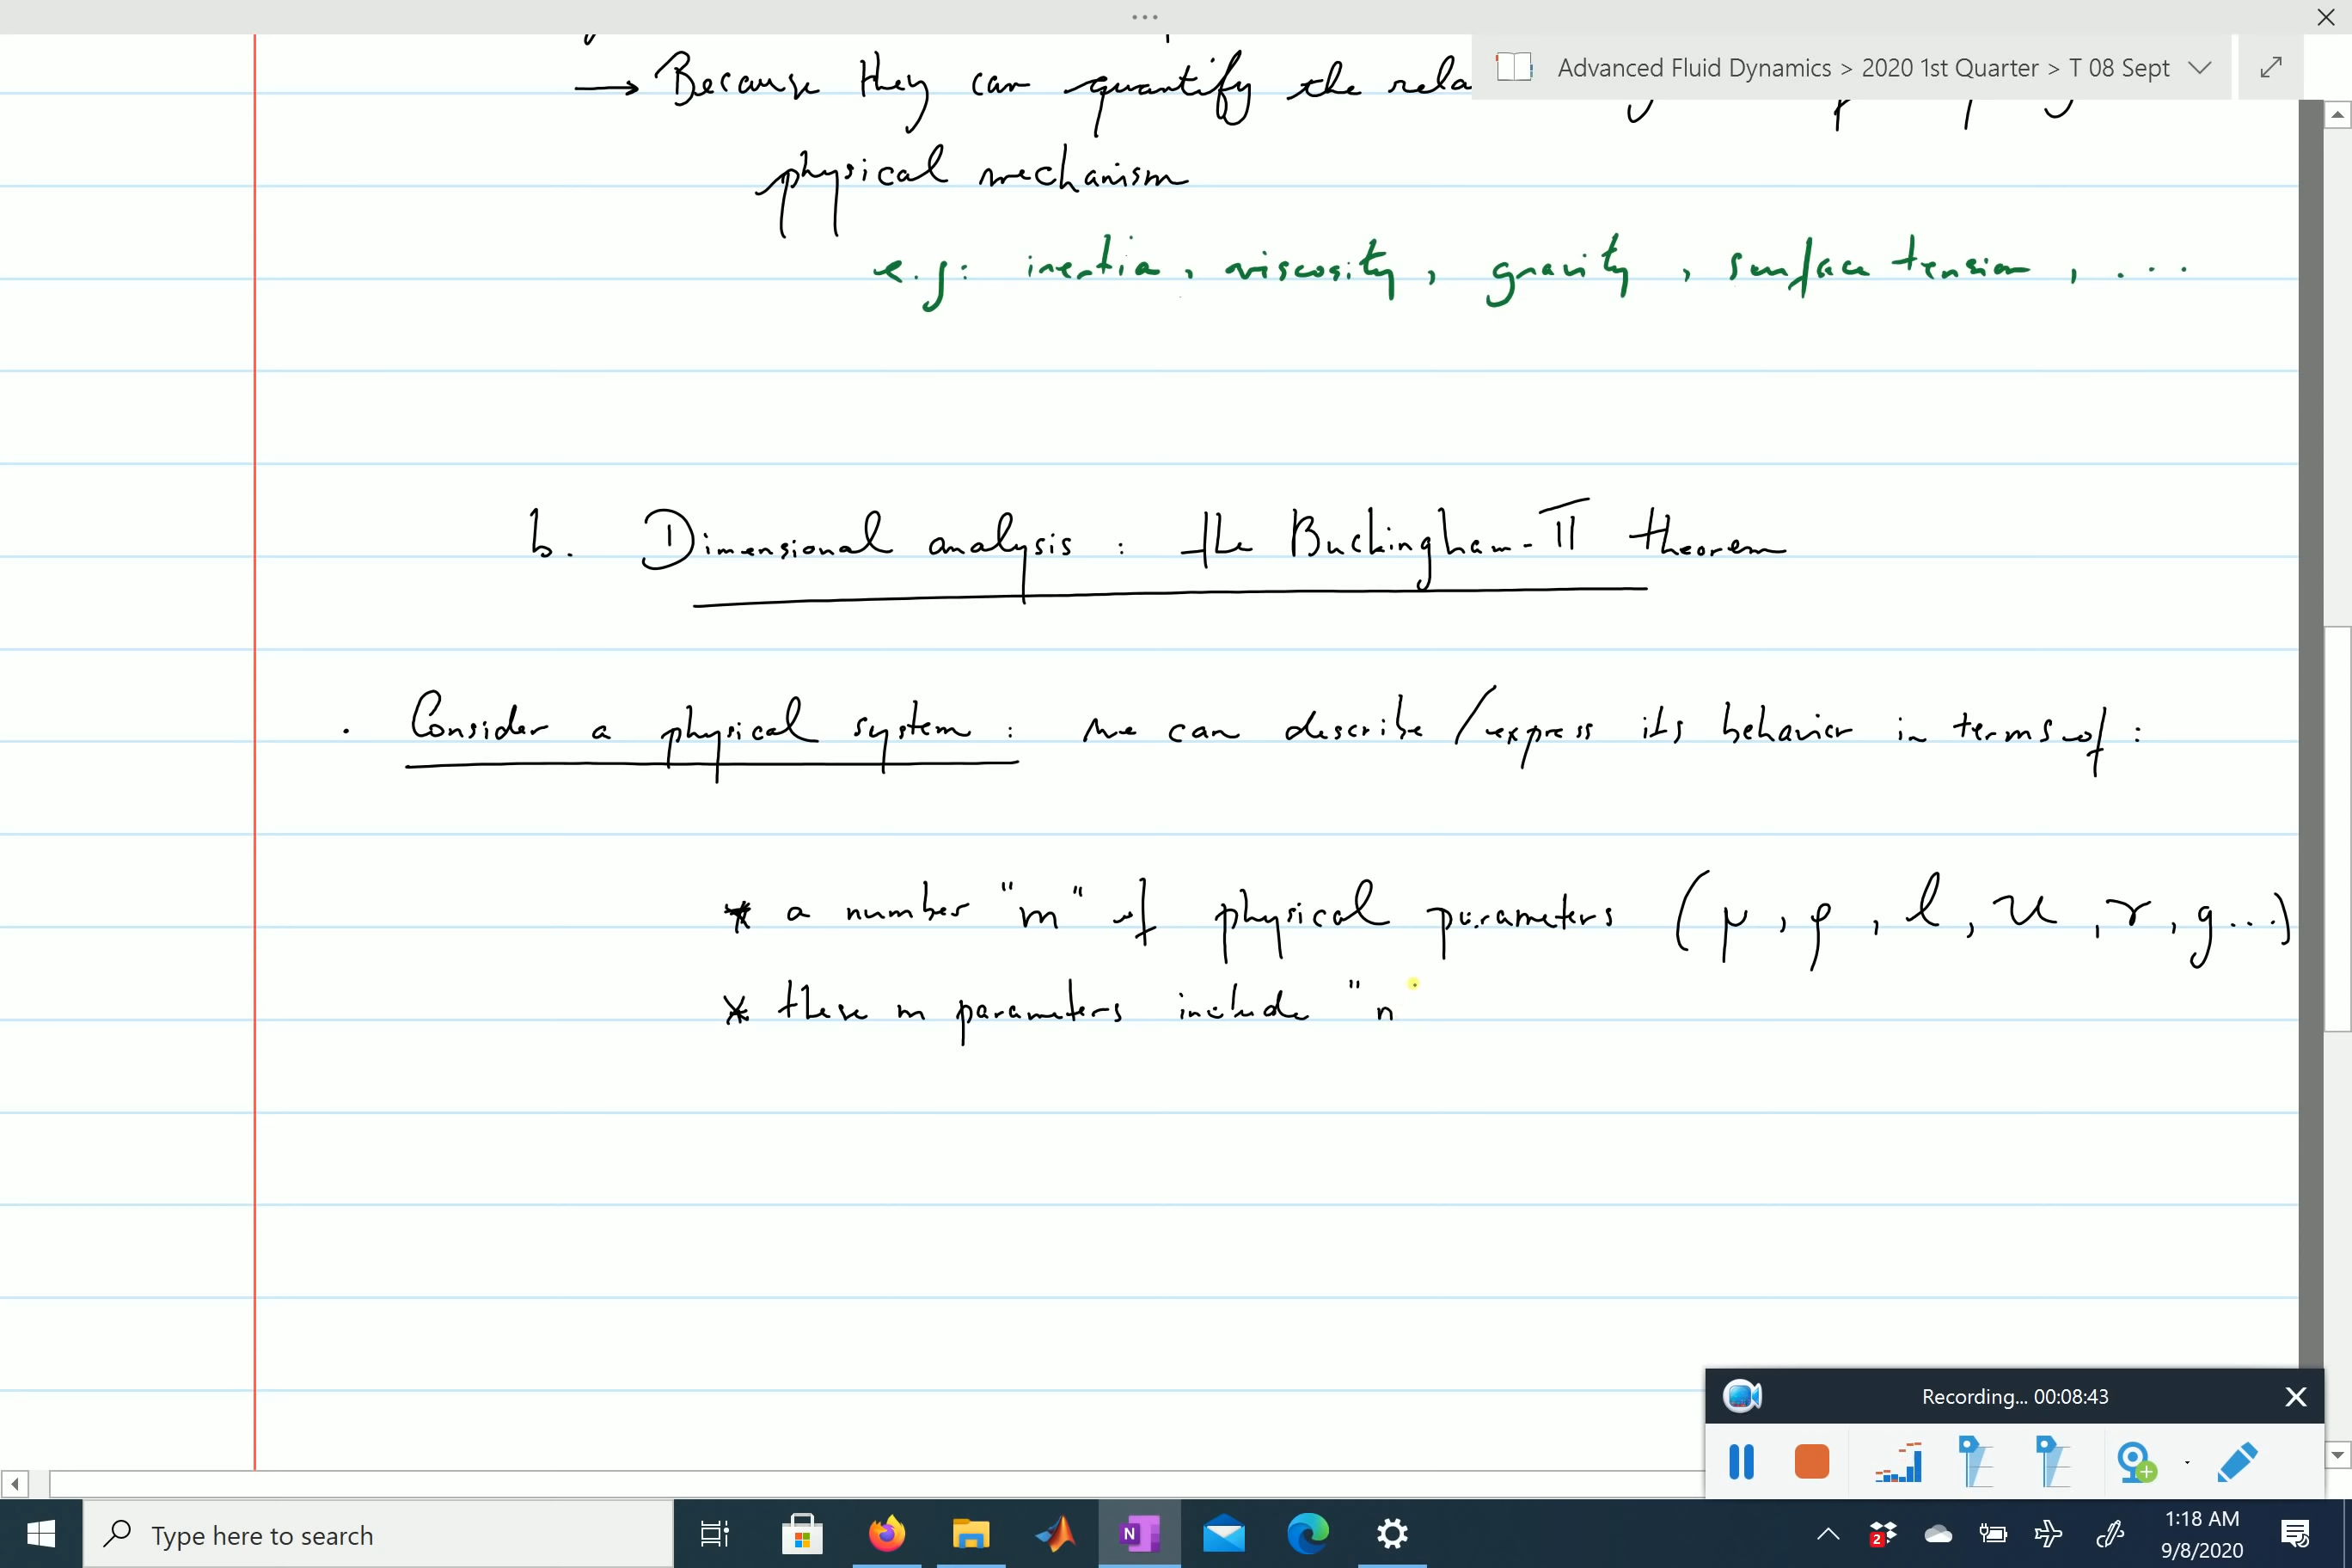 Advanced Fluid Dynamics > 2020 1st Quarter > T 08 Sept
→ Because they can quantify the rela
physical mechanism
e.g: inertia, viscosity, gravity, surface tension, ...
b. Dimensional analysis : the Buckingham-Π theorem
. Consider a physical system : we can describe/express its behavior in terms of :
* a number "m" of physical parameters (μ, ρ, l, u, γ, g...)
* these m parameters include "n
Recording... 00:08:43
Type here to search
N
2
1:18 AM
9/8/2020